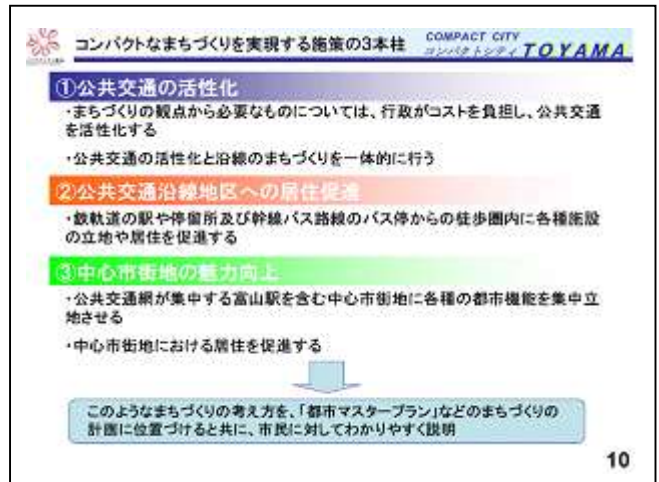 コンパクトなまちづくりを実現する施策の3本柱
COMPACT CITY
コンパクトシティ TOYAMA
①公共交通の活性化
・まちづくりの観点から必要なものについては、行政がコストを負担し、公共交通
を活性化する
・公共交通の活性化と沿線のまちづくりを一体的に行う
②公共交通沿線地区への居住促進
・鉄軌道の駅や停留所及び幹線バス路線のバス停からの徒歩圏内に各種施設
の立地や居住を促進する
③中心市街地の魅力向上
・公共交通網が集中する富山駅を含む中心市街地に各種の都市機能を集中立
地させる
・中心市街地における居住を促進する
このようなまちづくりの考え方を、「都市マスタープラン」などのまちづくりの
計画に位置づけると共に、市民に対してわかりやすく説明
10